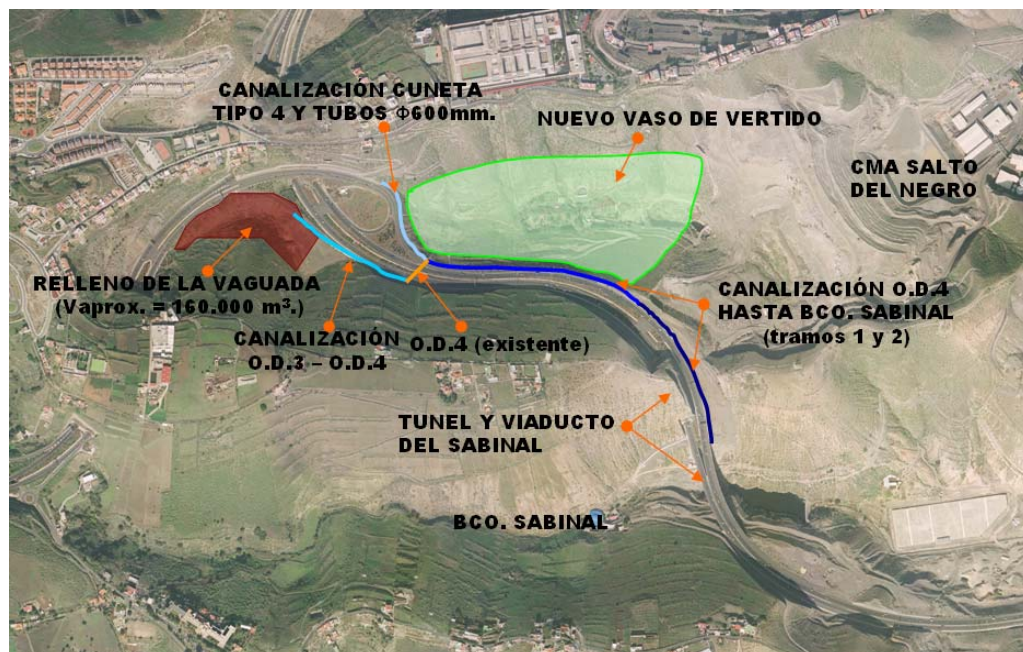 CANALIZACIÓN CUNETA
TIPO 4 Y TUBOS Φ600mm.
NUEVO VASO DE VERTIDO
CMA SALTO
DEL NEGRO
RELLENO DE LA VAGUADA
(Vaprox. = 160.000 m³.)
CANALIZACIÓN
O.D.3 – O.D.4
O.D.4 (existente)
CANALIZACIÓN O.D.4
HASTA BCO. SABINAL
(tramos 1 y 2)
TUNEL Y VIADUCTO
DEL SABINAL
BCO. SABINAL